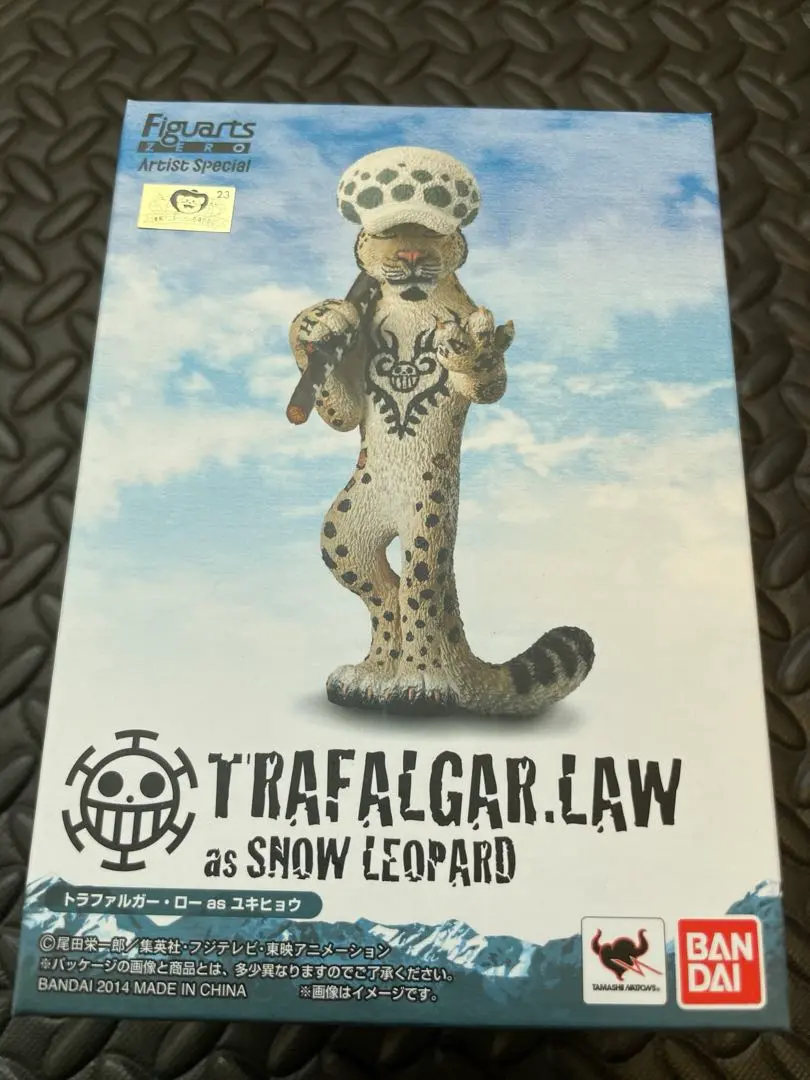 Figuarts
ZERO
Artist Special
23
TRAFALGAR.LAW
as SNOW LEOPARD
トラファルガー・ロー as ユキヒョウ
©尾田栄一郎/集英社・フジテレビ・東映アニメーション
※パッケージの画像と商品とは、多少異なりますのでご了承ください。
BANDAI 2014 MADE IN CHINA ※画像はイメージです。
TAMASHII NATIONS
BAN
DAI